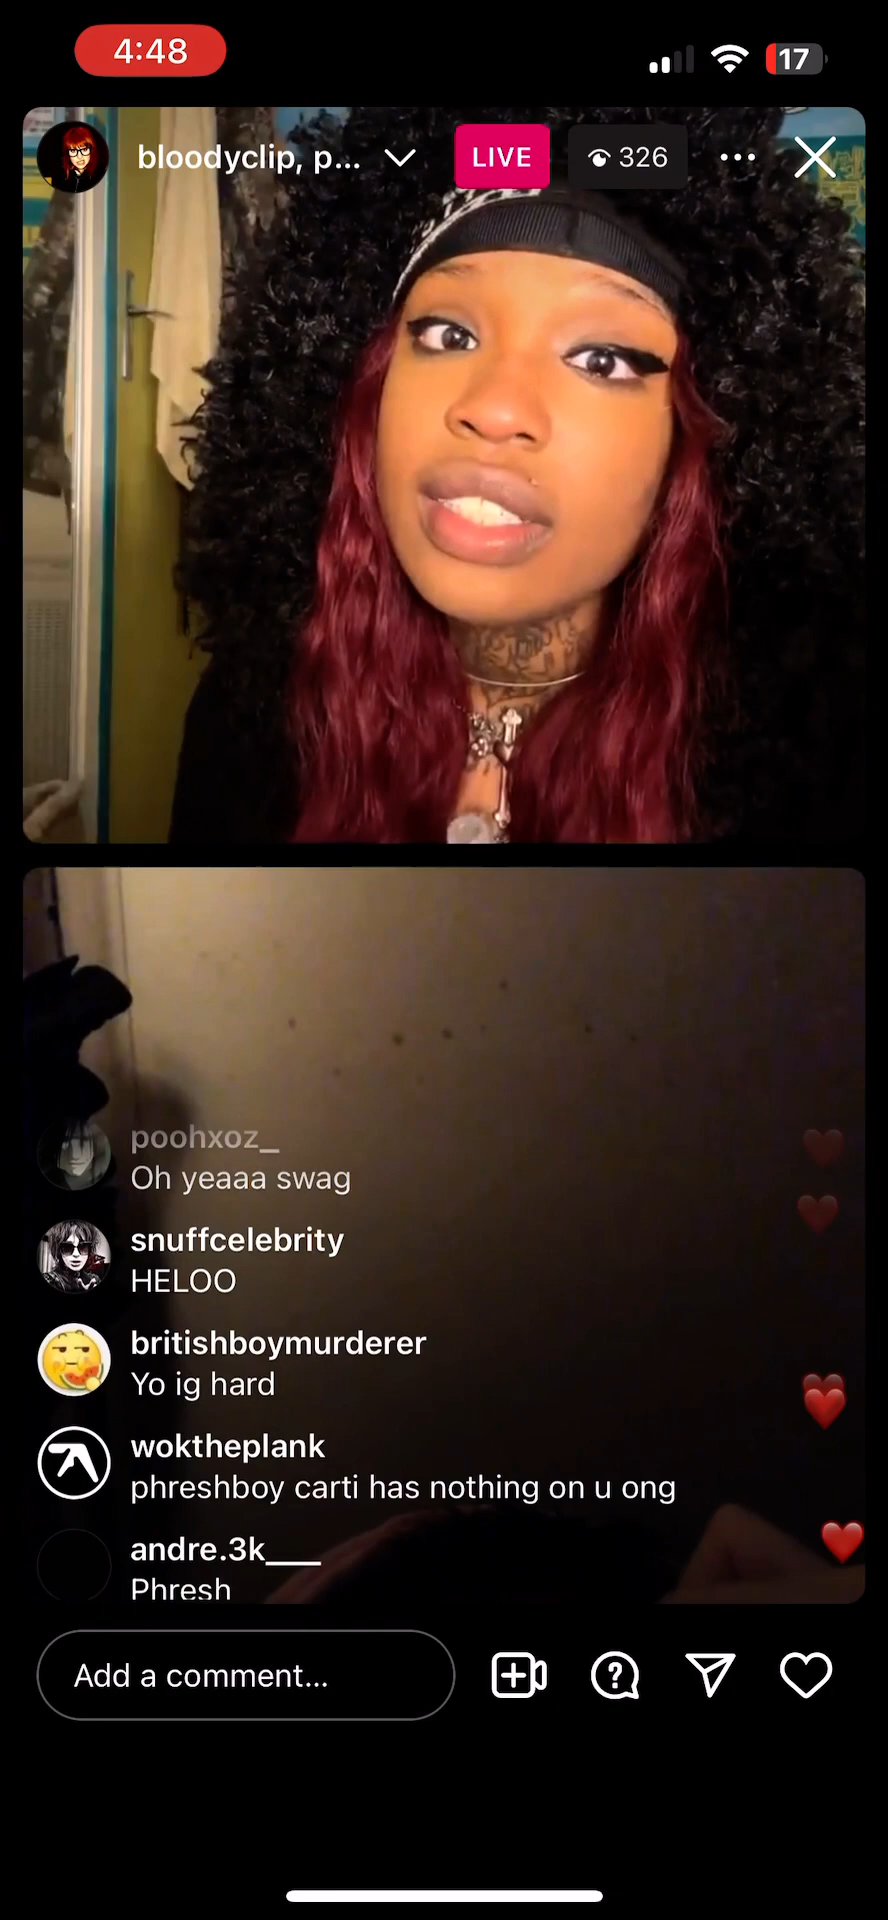 4:48
17
bloodyclip, p...
LIVE
326
poohxoz_
Oh yeaaa swag
snuffcelebrity
HELOO
britishboymurderer
Yo ig hard
woktheplank
phreshboy carti has nothing on u ong
andre.3k___
Phresh
Add a comment...